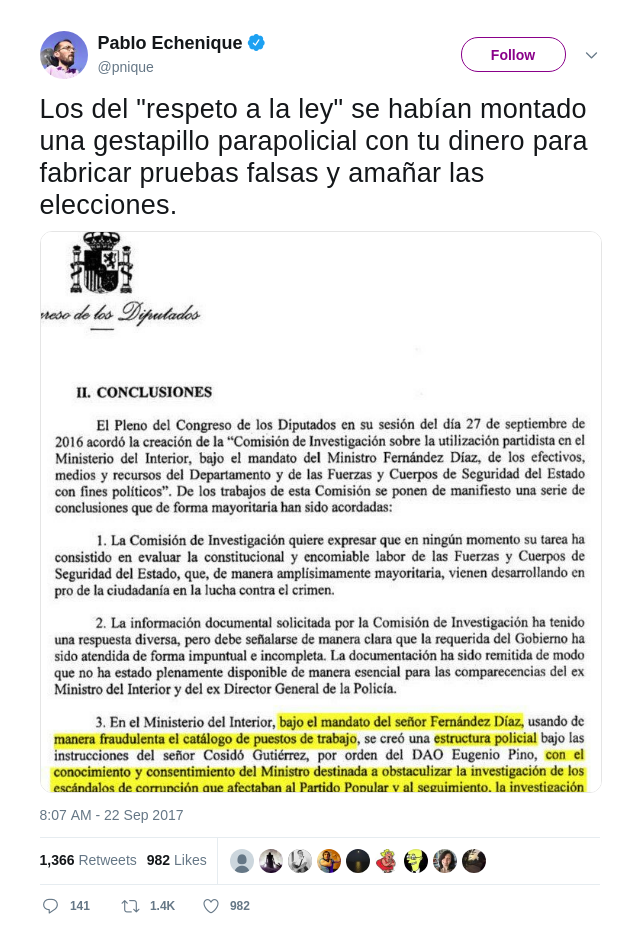 Pablo Echenique
@pnique
Follow
Los del "respeto a la ley" se habían montado
una gestapillo parapolicial con tu dinero para
fabricar pruebas falsas y amañar las
elecciones.
reso de los Diputados
II. CONCLUSIONES
El Pleno del Congreso de los Diputados en su sesión del día 27 de septiembre de
2016 acordó la creación de la “Comisión de Investigación sobre la utilización partidista en el
Ministerio del Interior, bajo el mandato del Ministro Fernández Díaz, de los efectivos,
medios y recursos del Departamento y de las Fuerzas y Cuerpos de Seguridad del Estado
con fines políticos”. De los trabajos de esta Comisión se ponen de manifiesto una serie de
conclusiones que de forma mayoritaria han sido acordadas:
1. La Comisión de Investigación quiere expresar que en ningún momento su tarea ha
consistido en evaluar la constitucional y encomiable labor de las Fuerzas y Cuerpos de
Seguridad del Estado, que, de manera amplísimamente mayoritaria, vienen desarrollando en
pro de la ciudadanía en la lucha contra el crimen.
2. La información documental solicitada por la Comisión de Investigación ha tenido
una respuesta diversa, pero debe señalarse de manera clara que la requerida del Gobierno ha
sido atendida de forma impuntual e incompleta. La documentación ha sido remitida de modo
que no ha estado plenamente disponible de manera esencial para las comparecencias del ex
Ministro del Interior y del ex Director General de la Policía.
3. En el Ministerio del Interior, bajo el mandato del señor Fernández Díaz, usando de
manera fraudulenta el catálogo de puestos de trabajo, se creó una estructura policial bajo las
instrucciones del señor Cosidó Gutiérrez, por orden del DAO Eugenio Pino, con el
conocimiento y consentimiento del Ministro destinada a obstaculizar la investigación de los
escándalos de corrupción que afectaban al Partido Popular y al seguimiento, la investigación
8:07 AM - 22 Sep 2017
1,366 Retweets 982 Likes
141 1.4K 982